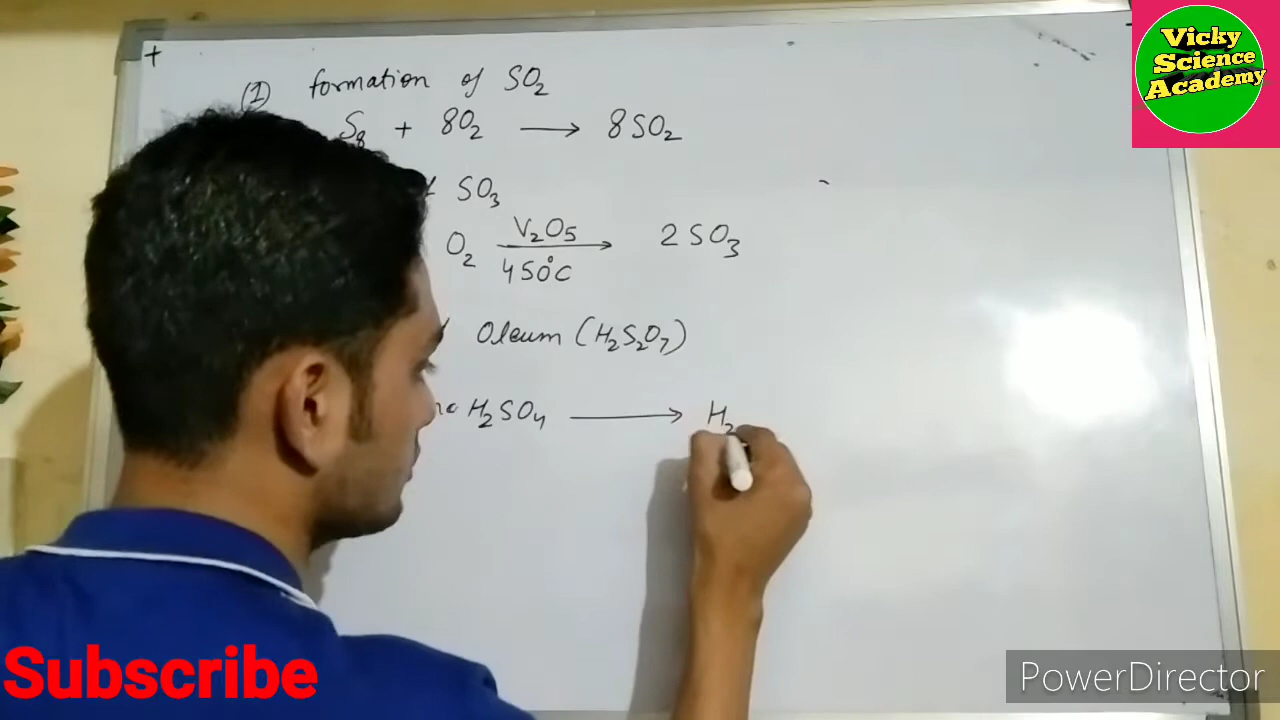 Vicky
Science
Academy
(1) formation of SO2
S8 + 8O2 ⟶ 8SO2
SO3
O2 V2O5 ⟶ 2SO3
450°C
Oleum (H2S2O7)
H2SO4 ⟶ H2
Subscribe
PowerDirector